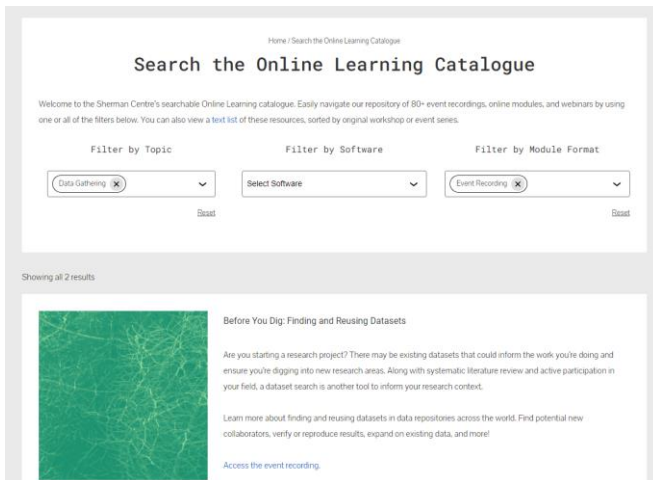 Home / Search the Online Learning Catalogue
Search the Online Learning Catalogue
Welcome to the Sherman Centre's searchable Online Learning catalogue. Easily navigate our repository of 80+ event recordings, online modules, and webinars by using
one or all of the filters below. You can also view a text list of these resources, sorted by original workshop or event series.
Filter by Topic
Filter by Software
Filter by Module Format
Data Gathering
Select Software
Event Recording
Reset
Reset
Showing all 2 results
Before You Dig: Finding and Reusing Datasets
Are you starting a research project? There may be existing datasets that could inform the work you're doing and
ensure you're digging into new research areas. Along with systematic literature review and active participation in
your field, a dataset search is another tool to inform your research context.
Learn more about finding and reusing datasets in data repositories across the world. Find potential new
collaborators, verify or reproduce results, expand on existing data, and more!
Access the event recording.